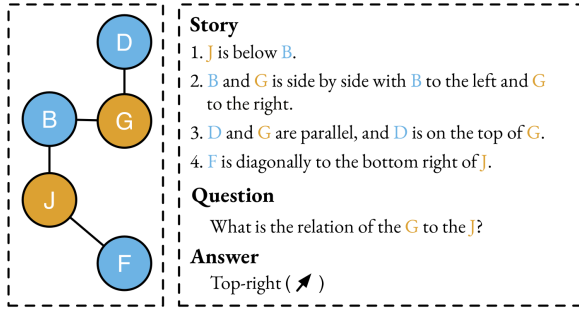 D
B
G
J
F
Story
1. J is below B.
2. B and G is side by side with B to the left and G
to the right.
3. D and G are parallel, and D is on the top of G.
4. F is diagonally to the bottom right of J.
Question
What is the relation of the G to the J?
Answer
Top-right ( ↗ )